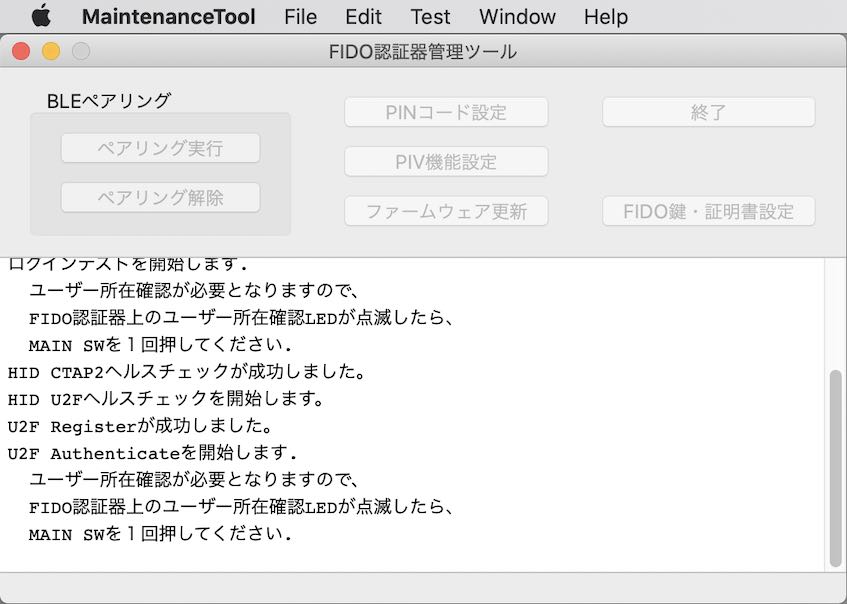 MaintenanceTool File Edit Test Window Help
FIDO認証器管理ツール
BLEペアリング
ペアリング実行
ペアリング解除
PINコード設定
PIV機能設定
ファームウェア更新
終了
FIDO鍵・証明書設定
ログインテストを開始します.
ユーザー所在確認が必要となりますので、
FIDO認証器上のユーザー所在確認LEDが点滅したら、
MAIN SWを１回押してください.
HID CTAP2ヘルスチェックが成功しました。
HID U2Fヘルスチェックを開始します。
U2F Registerが成功しました。
U2F Authenticateを開始します.
ユーザー所在確認が必要となりますので、
FIDO認証器上のユーザー所在確認LEDが点滅したら、
MAIN SWを１回押してください.